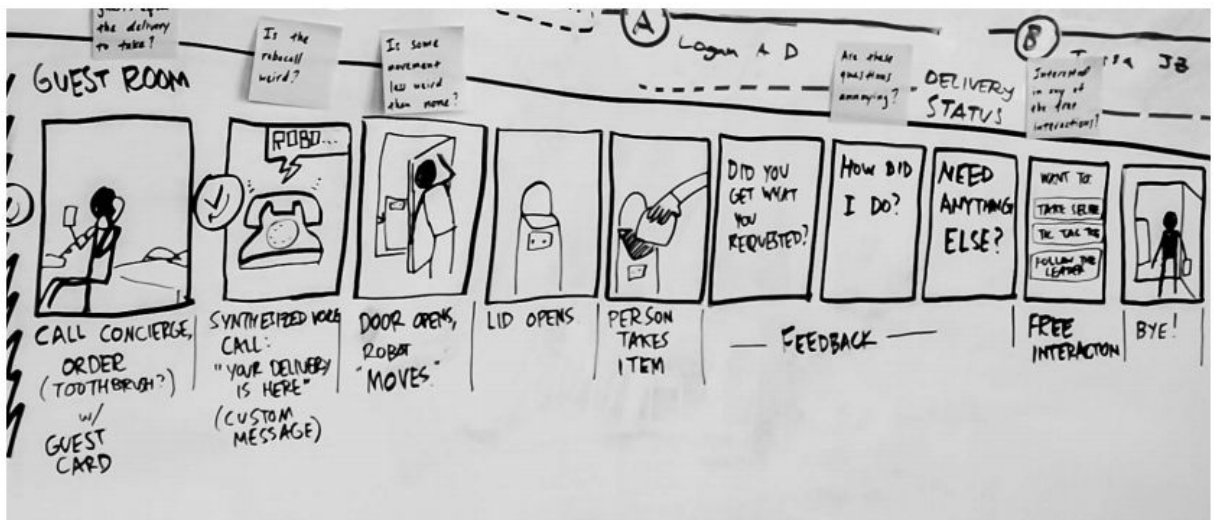 the delivery
to take?
Is the
robocall
weird?
Is some
movement
less weird
than none?
A
Logan A D
Are these
questions
annoying?
DELIVERY
STATUS
B
JB
Interested
in any of
the free
interactions?
GUEST ROOM
ROBO...
DID YOU
GET WHAT
YOU
REQUESTED?
HOW DID
I DO?
NEED
ANYTHING
ELSE?
WANT TO:
TAKE SELFIE
TIC TAC TOE
FOLLOW THE
LEADER
CALL CONCIERGE,
ORDER
(TOOTHBRUSH?)
w/
GUEST
CARD
SYNTHESIZED VOICE
CALL:
"YOUR DELIVERY
IS HERE"
(CUSTOM
MESSAGE)
DOOR OPENS,
ROBOT
"MOVES."
LID OPENS
PERSON
TAKES
ITEM
— FEEDBACK —
FREE
INTERACTION
BYE!